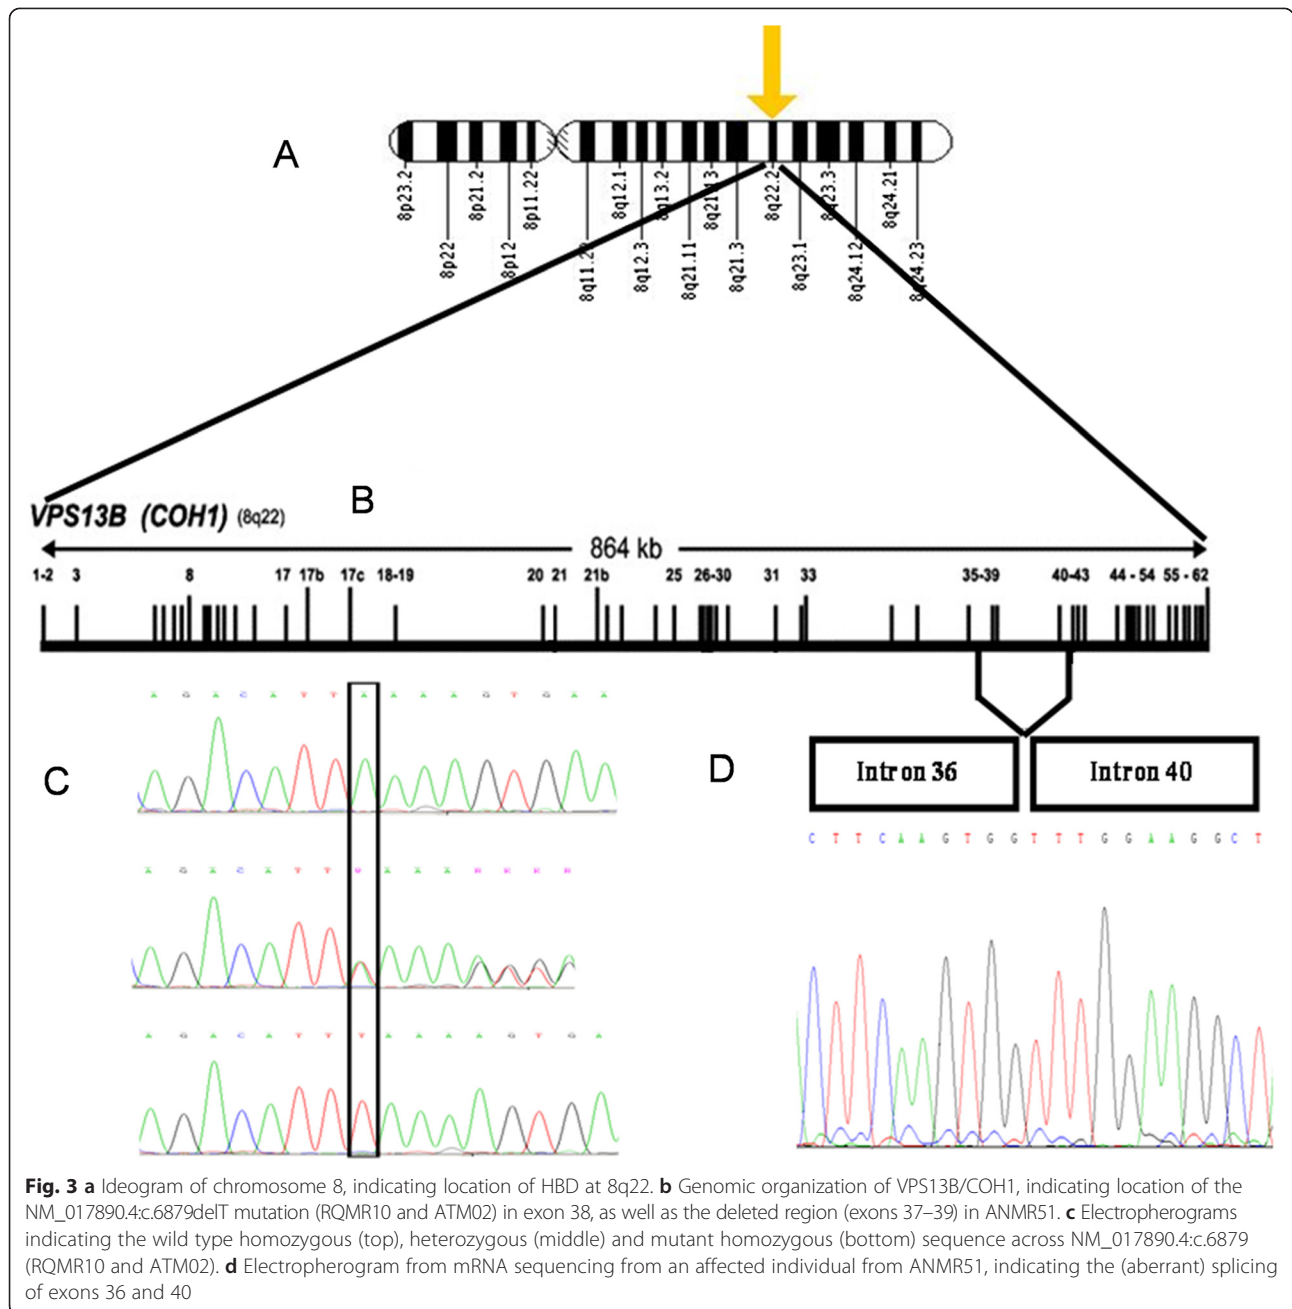 A
8p23.2
8p22
8p21.2
8p12
8p11.22
8q12.1
8q12.3
8q13.2
8q21.11
8q21.3
8q22.2
8q23.1
8q23.3
8q24.12
8q24.21
8q24.23
B
VPS13B (COH1) (8q22)
864 kb
1-2 3 8 17 17b 17c 18-19 20 21 21b 25 26-30 31 33 35-39 40-43 44 - 54 55 - 62
C
A G A C A T T A A A A G T G A A
A G A C A T T W A A A
A G A C A T T T A A A A G T G A
D
Intron 36 Intron 40
C T T C A A G T G G T T T G G A A G G C T
Fig. 3 a Ideogram of chromosome 8, indicating location of HBD at 8q22. b Genomic organization of VPS13B/COH1, indicating location of the
NM_017890.4:c.6879delT mutation (RQMR10 and ATM02) in exon 38, as well as the deleted region (exons 37–39) in ANMR51. c Electropherograms
indicating the wild type homozygous (top), heterozygous (middle) and mutant homozygous (bottom) sequence across NM_017890.4:c.6879
(RQMR10 and ATM02). d Electropherogram from mRNA sequencing from an affected individual from ANMR51, indicating the (aberrant) splicing
of exons 36 and 40